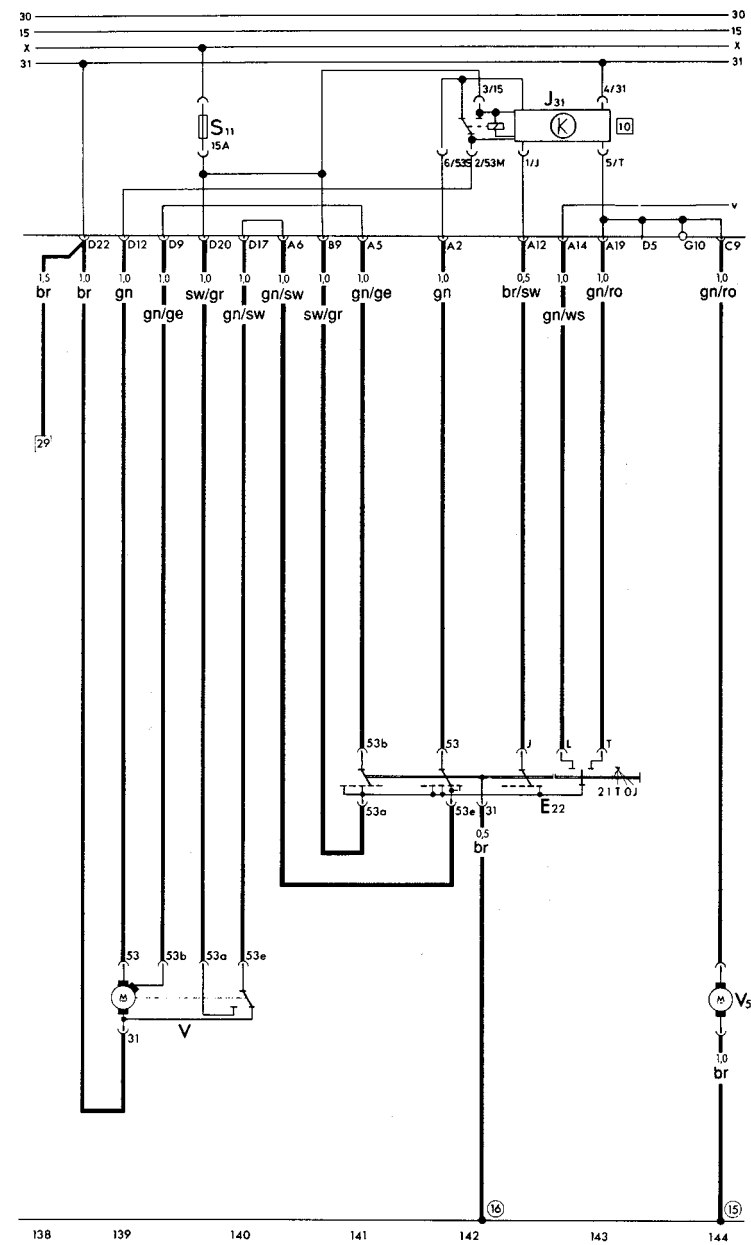 30 30
15 15
X X
31 31
3/15 J31 4/31
S11
15A
10
K
6/53S 2/53M 1/J 5/T
V
D22 D12 D9 D20 D17 A6 B9 A5 A2 A12 A14 A19 D5 G10 C9
1,5 1,0 1,0 1,0 1,0 1,0 1,0 1,0 1,0 1,0 0,5 1,0 1,0 1,0
br br gn sw/gr gn/sw gn/ge gn br/sw gn/ro gn/ro
gn/ge gn/sw sw/gr gn/ws
29
53b 53 J L T
2 1 T 0 J
53a 53e 31 E22
0,5
br
53 53b 53a 53e
M M V5
V
31
1,0
br
16 15
138 139 140 141 142 143 144